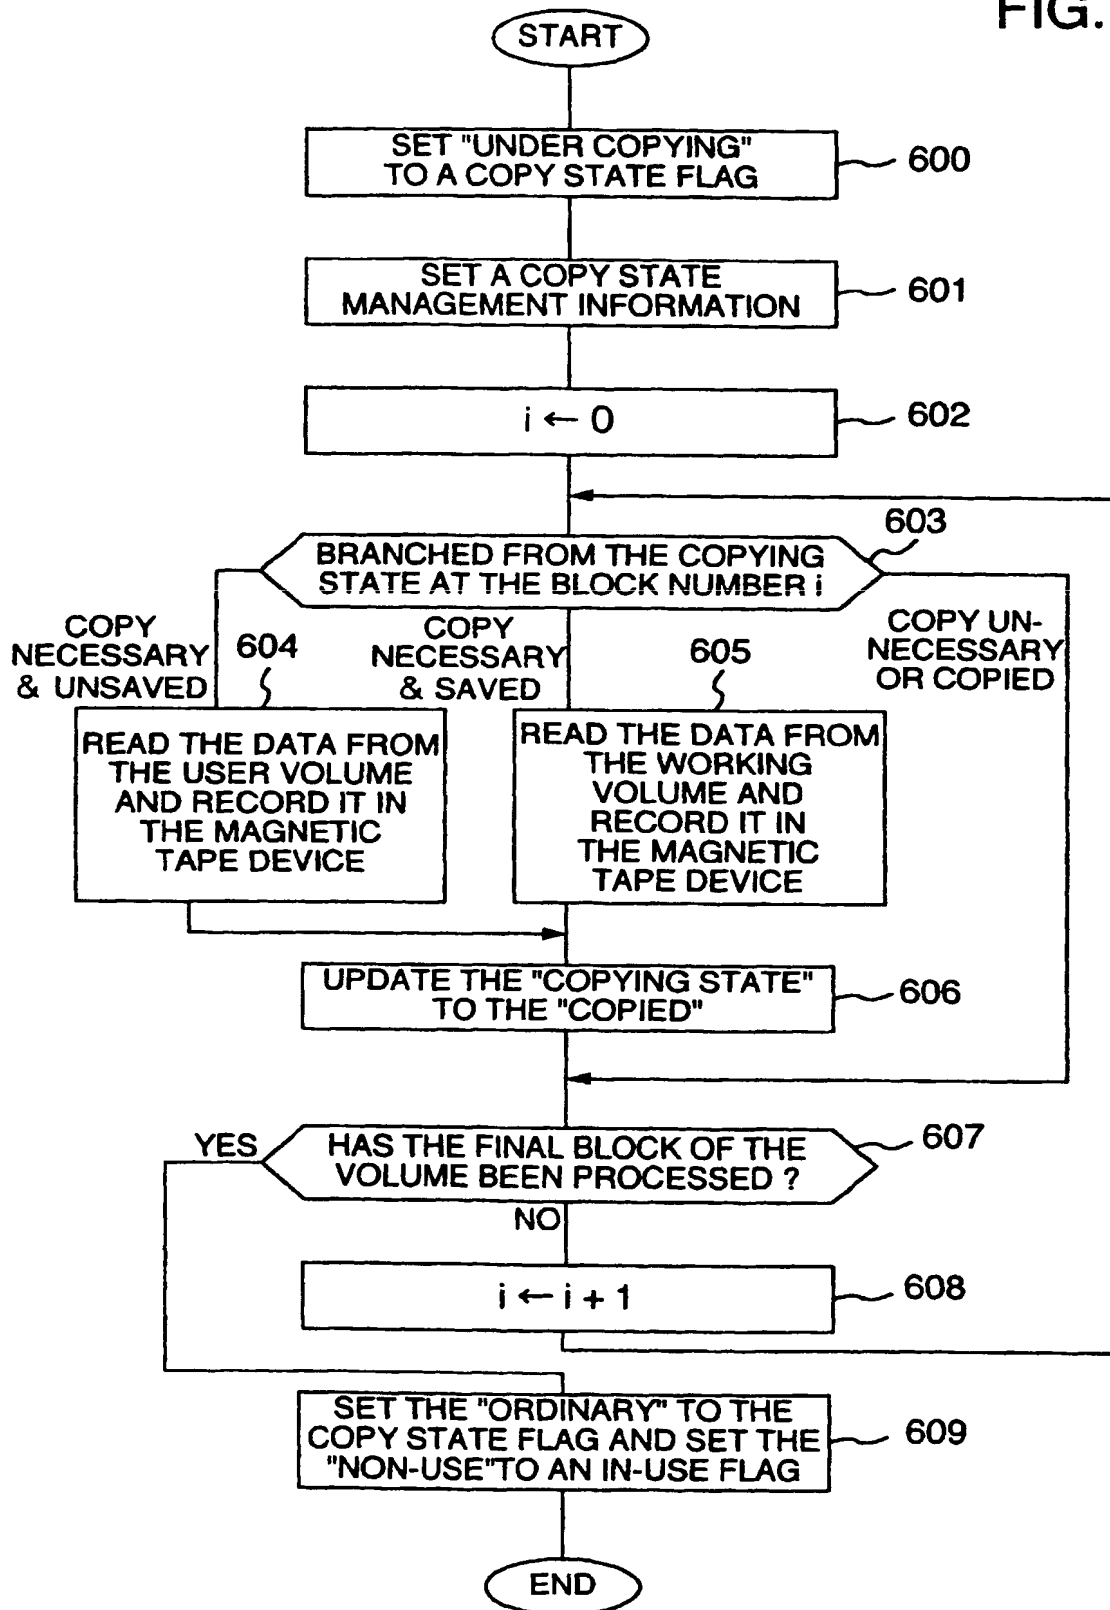 FIG.
START
SET "UNDER COPYING"
TO A COPY STATE FLAG
600
SET A COPY STATE
MANAGEMENT INFORMATION
601
i ← 0
602
603
BRANCHED FROM THE COPYING
STATE AT THE BLOCK NUMBER i
COPY
NECESSARY
& UNSAVED
604
COPY
NECESSARY
& SAVED
605
COPY UN-
NECESSARY
OR COPIED
READ THE DATA FROM
THE USER VOLUME
AND RECORD IT IN
THE MAGNETIC
TAPE DEVICE
READ THE DATA FROM
THE WORKING
VOLUME AND
RECORD IT IN
THE MAGNETIC
TAPE DEVICE
UPDATE THE "COPYING STATE"
TO THE "COPIED"
606
YES
HAS THE FINAL BLOCK OF THE
VOLUME BEEN PROCESSED ?
607
NO
i ← i + 1
608
SET THE "ORDINARY" TO THE
COPY STATE FLAG AND SET THE
"NON-USE"TO AN IN-USE FLAG
609
END